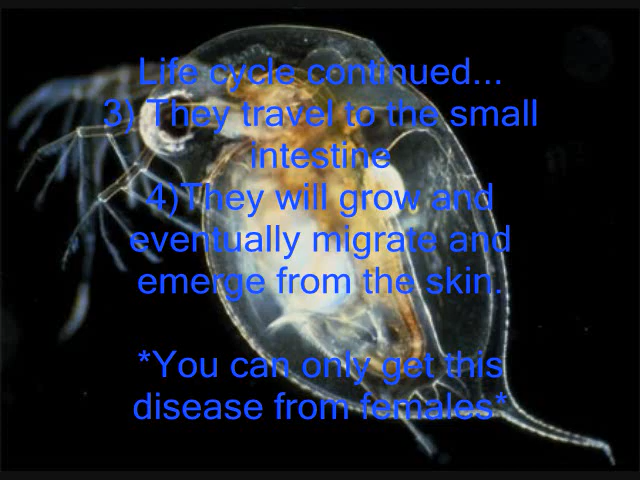 Life cycle continued...
3) They travel to the small
intestine
4)They will grow and
eventually migrate and
emerge from the skin.
*You can only get this
disease from females*